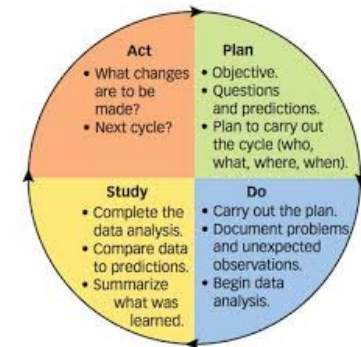 Act
• What changes
are to be
made?
• Next cycle?
Plan
• Objective.
• Questions
and predictions.
• Plan to carry out
the cycle (who,
what, where, when).
Study
• Complete the
data analysis.
• Compare data
to predictions.
• Summarize
what was
learned.
Do
• Carry out the plan.
• Document problems
and unexpected
observations.
• Begin data
analysis.